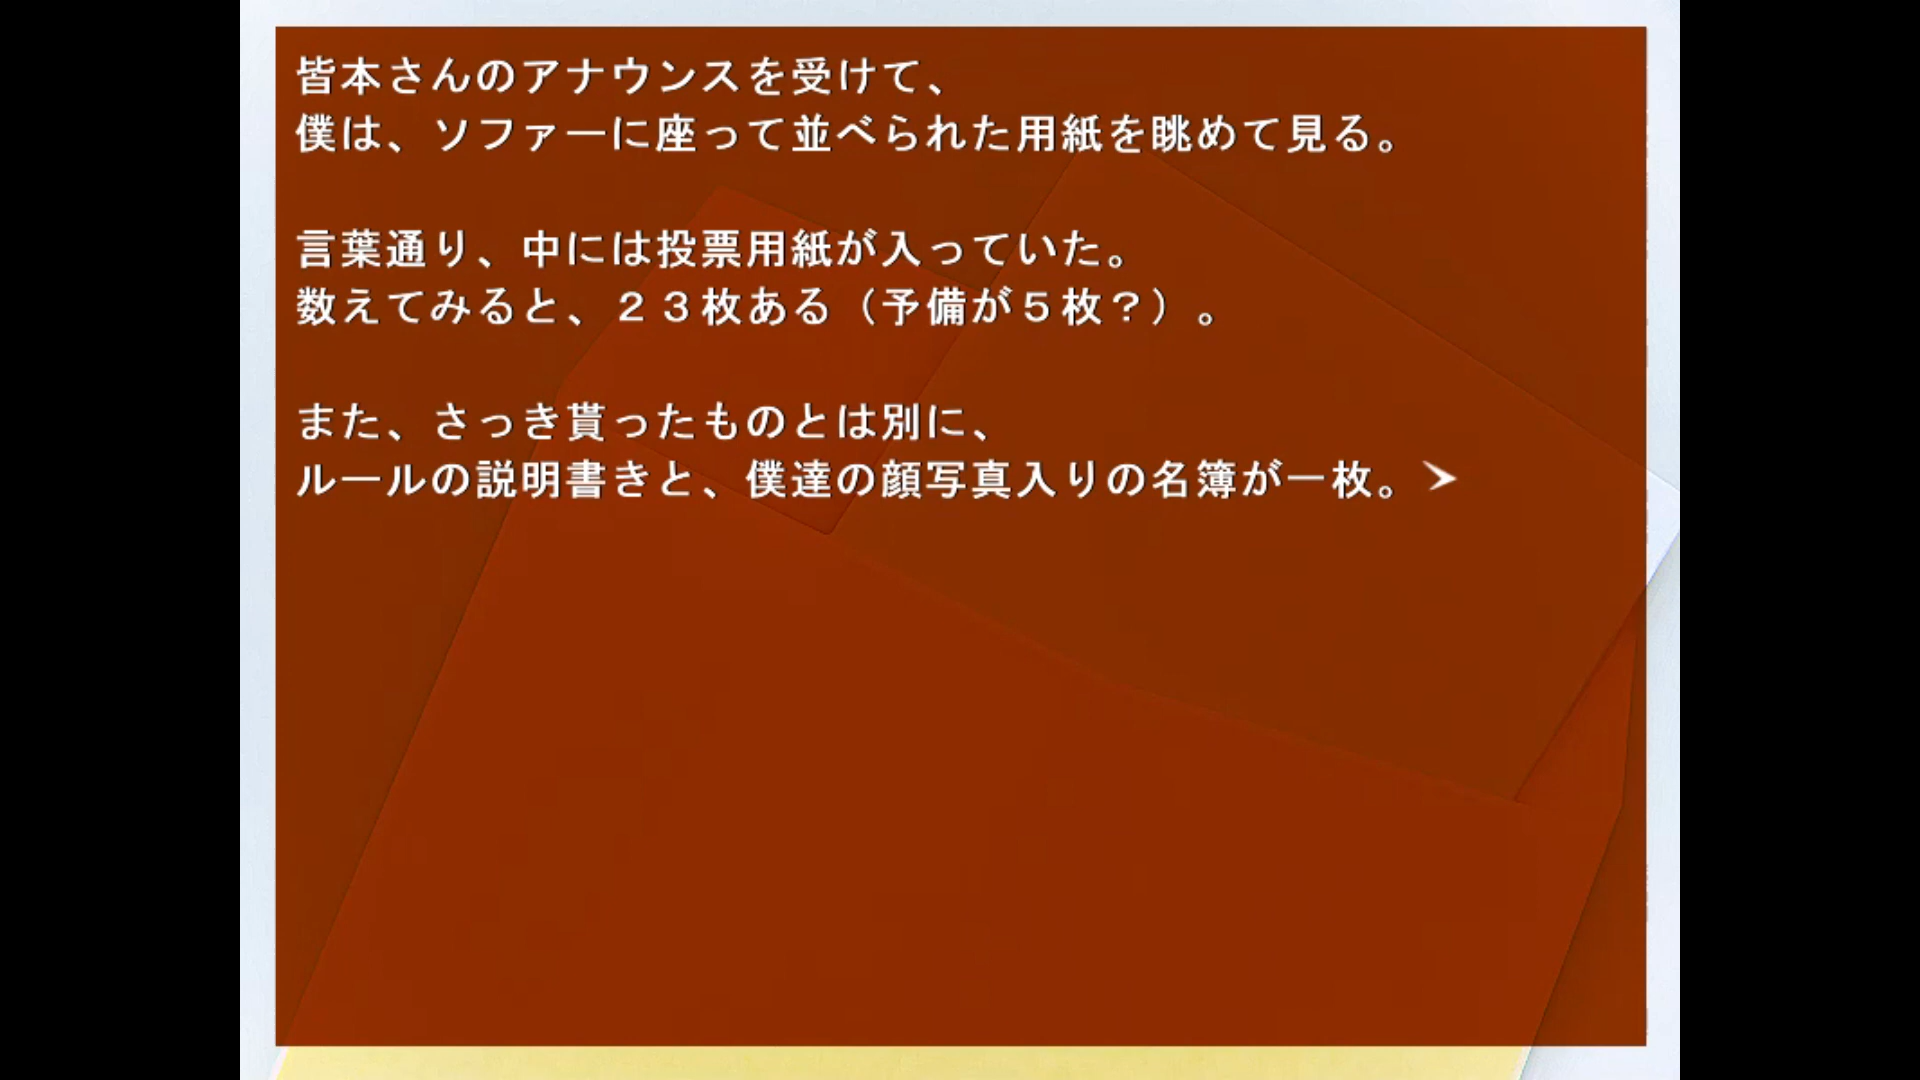 皆本さんのアナウンスを受けて、
僕は、ソファーに座って並べられた用紙を眺めて見る。
言葉通り、中には投票用紙が入っていた。
数えてみると、２３枚ある（予備が５枚？）。
また、さっき貰ったものとは別に、
ルールの説明書きと、僕達の顔写真入りの名簿が一枚。